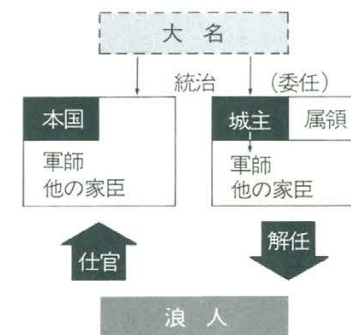 大名
統治
(委任)
本国
軍師
他の家臣
城主
属領
軍師
他の家臣
仕官
解任
浪人